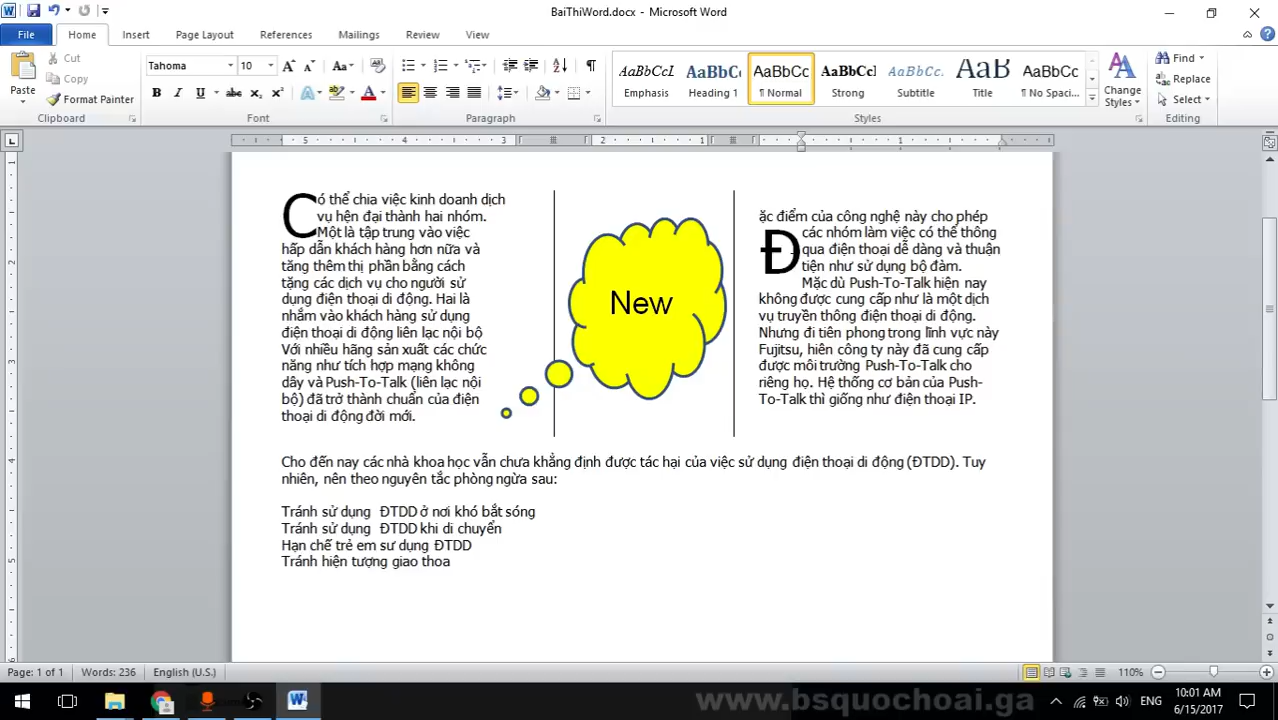 BaiThiWord.docx - Microsoft Word
File Home Insert Page Layout References Mailings Review View
Paste
Cut
Copy
Format Painter
Clipboard
Tahoma 10
Font
Paragraph
AaBbCcI AaBbCc AaBbCc AaBbCcl AaBbCc. AaB AaBbCc
Emphasis Heading 1 ¶ Normal Strong Subtitle Title ¶ No Spaci...
Styles
Change
Styles
Find
Replace
Select
Editing
Có thể chia việc kinh doanh dịch
vụ hện đại thành hai nhóm.
Một là tập trung vào việc
hấp dẫn khách hàng hơn nữa và
tăng thêm thị phần bằng cách
tặng các dịch vụ cho người sử
dụng điện thoại di động. Hai là
nhắm vào khách hàng sử dụng
điện thoại di động liên lạc nội bộ
Với nhiều hãng sản xuất các chức
năng như tích hợp mạng không
dây và Push-To-Talk (liên lạc nội
bộ) đã trở thành chuẩn của điện
thoại di động đời mới.
New
Đặc điểm của công nghệ này cho phép
các nhóm làm việc có thể thông
qua điện thoại dễ dàng và thuận
tiện như sử dụng bộ đàm.
Mặc dù Push-To-Talk hiện nay
không được cung cấp như là một dịch
vụ truyền thông điện thoại di động.
Nhưng đi tiên phong trong lĩnh vực này
Fujitsu, hiên công ty này đã cung cấp
được môi trường Push-To-Talk cho
riêng họ. Hệ thống cơ bản của Push-
To-Talk thì giống như điện thoại IP.
Cho đến nay các nhà khoa học vẫn chưa khẳng định được tác hại của việc sử dụng điện thoại di động (ĐTDD). Tuy
nhiên, nên theo nguyên tắc phòng ngừa sau:
Tránh sử dụng ĐTDD ở nơi khó bắt sóng
Tránh sử dụng ĐTDD khi di chuyển
Hạn chế trẻ em sư dụng ĐTDD
Tránh hiện tượng giao thoa
Page: 1 of 1 Words: 236 English (U.S.) 110%
www.bsquochoai.ga
ENG
10:01 AM
6/15/2017